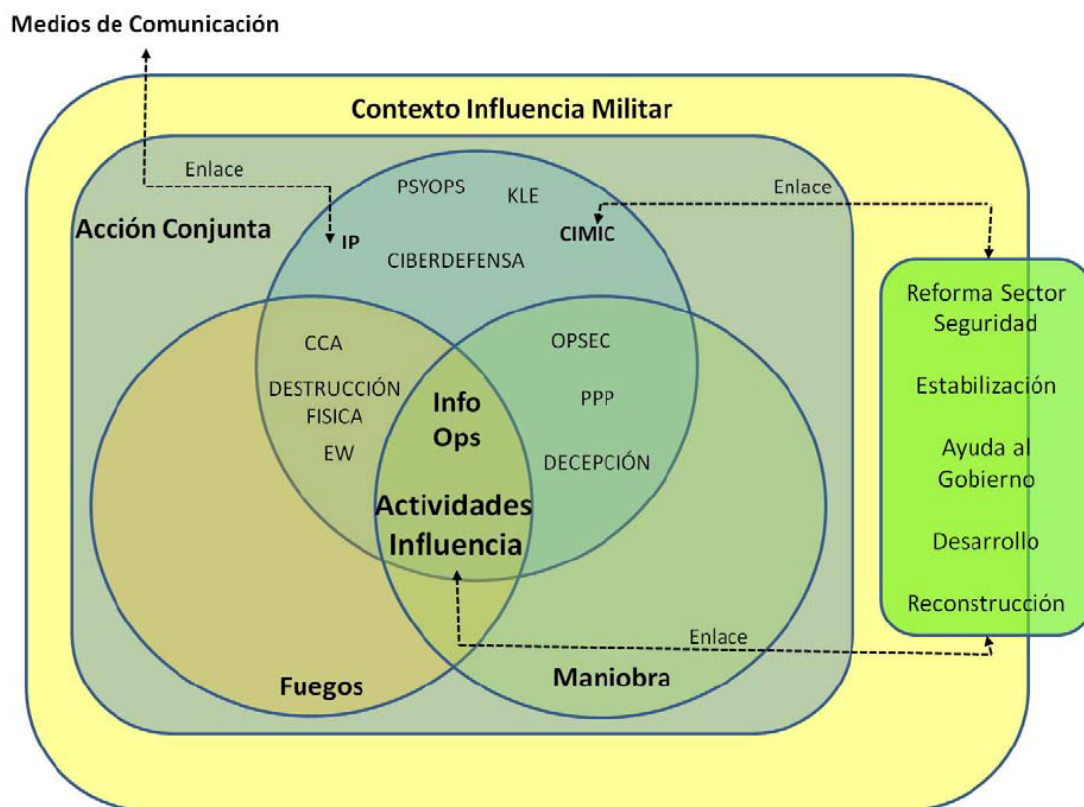 Medios de Comunicación
Contexto Influencia Militar
Enlace
PSYOPS
KLE
Enlace
Acción Conjunta
IP
CIMIC
CIBERDEFENSA
Reforma Sector
Seguridad
CCA
OPSEC
Estabilización
DESTRUCCIÓN
FISICA
Info
Ops
PPP
EW
DECEPCIÓN
Ayuda al
Gobierno
Actividades
Influencia
Desarrollo
Reconstrucción
Enlace
Fuegos
Maniobra